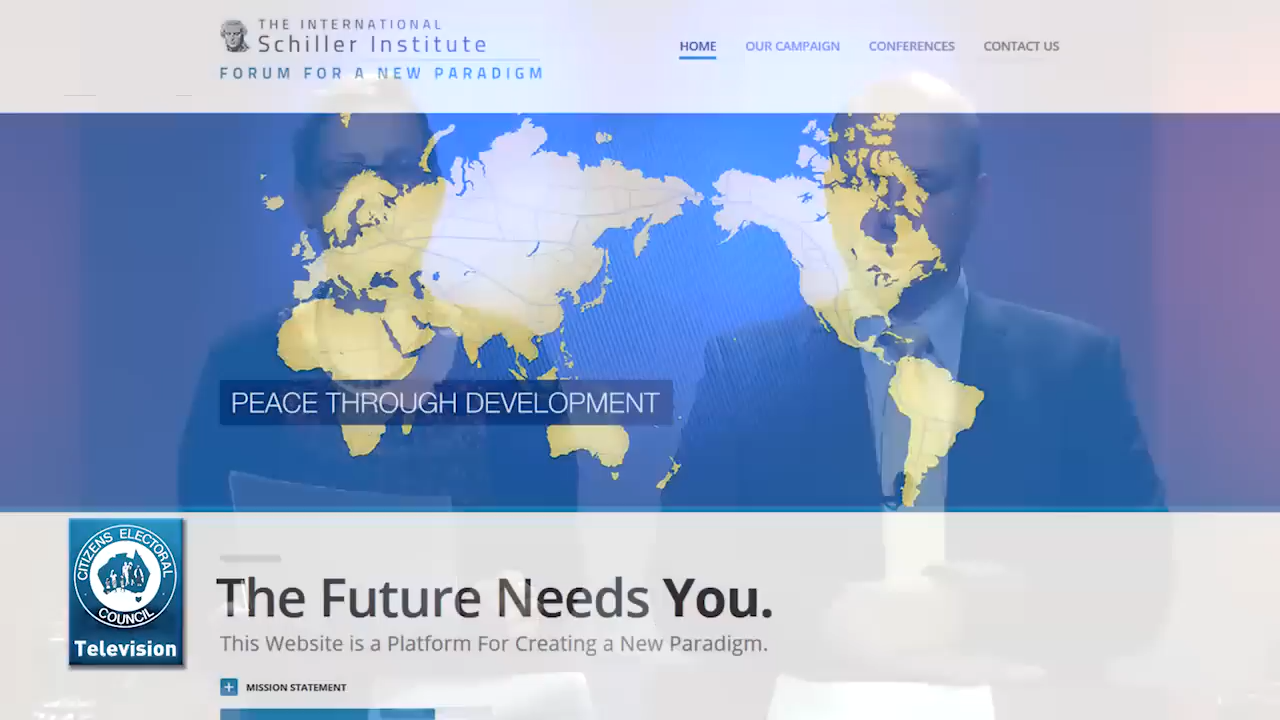 THE INTERNATIONAL
Schiller Institute
FORUM FOR A NEW PARADIGM
HOME OUR CAMPAIGN CONFERENCES CONTACT US
PEACE THROUGH DEVELOPMENT
CITIZENS ELECTORAL
COUNCIL
Television
The Future Needs You.
This Website is a Platform For Creating a New Paradigm.
MISSION STATEMENT